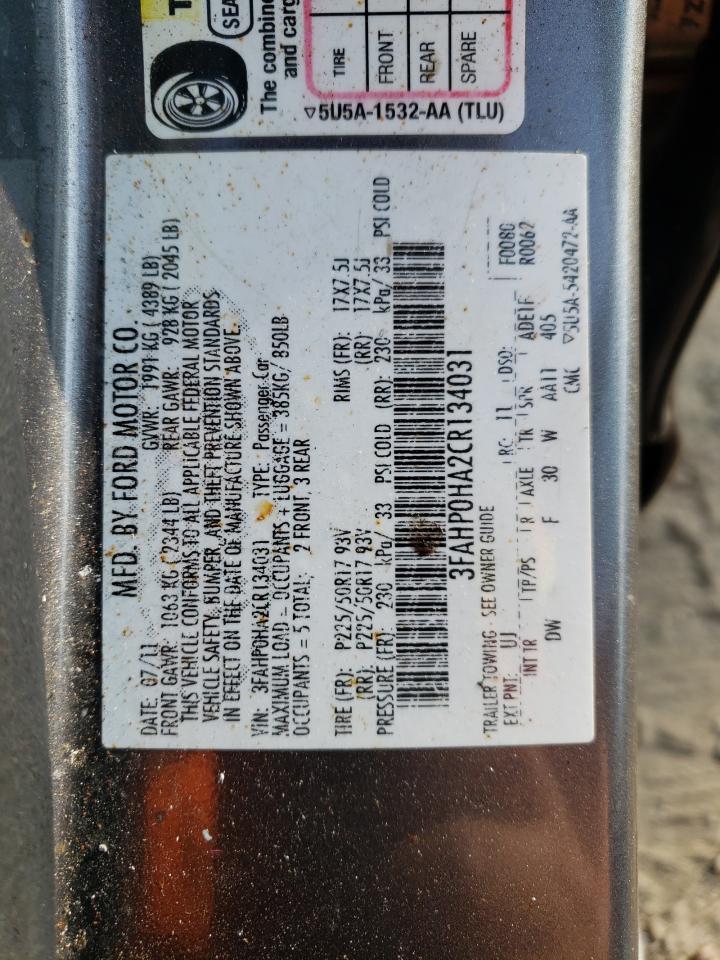 SEA
The combine
and carg
TIRE
FRONT
REAR
SPARE
▽5U5A-1532-AA (TLU)
MFD. BY FORD MOTOR CO.
DATE: 07/11 GVWR: 1991 KG ( 4389 LB)
FRONT GAWR: 1063 KG (2344LB) REAR GAWR: 928 KG ( 2045 LB)
THIS VEHICLE CONFORMS TO ALL APPLICABLE FEDERAL MOTOR
VEHICLE SAFETY, BUMPER, AND THEFT PREVENTION STANDARDS
IN EFFECT ON THE DATE OF MANUFACTURE SHOWN ABOVE.
VIN: 3FAHP0HA2CR134031 TYPE: Passenger Car
MAXIMUM LOAD = OCCUPANTS + LUGGAGE = 385KG/ 850LB
OCCUPANTS = 5 TOTAL; 2 FRONT, 3 REAR
TIRE (FR): P225/50R17 93V RIMS (FR): 17X7.5J
(RR): P225/50R17 93V (RR): 17X7.5J
PRESSURE (FR): 230 kPa/ 33 PSI COLD (RR): 230 kPa/ 33 PSI COLD
3FAHP0HA2CR134031
TRAILER TOWING - SEE OWNER GUIDE
EXT PNT: UJ RC: 11 DSO: F0080
INT TR TP/PS R AXLE TR SPR ADE1F R0062
DW F 30 W AA11 405
CMC ▽5U5A-5420472-AA